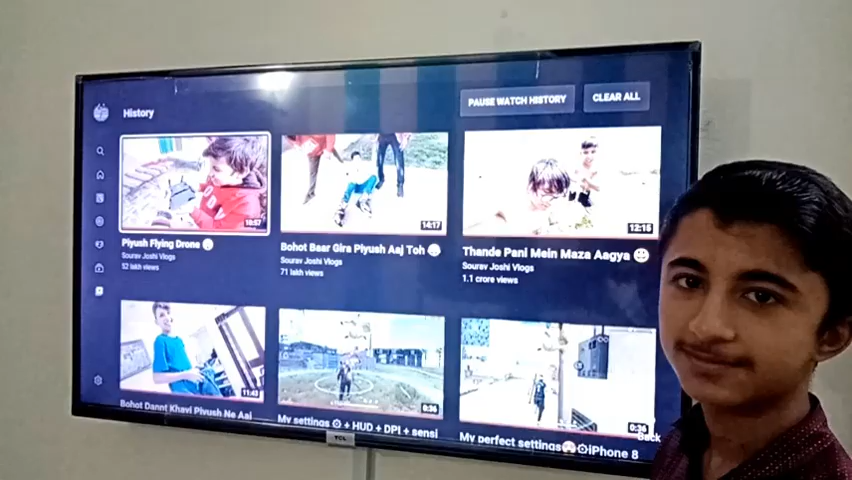 History
PAUSE WATCH HISTORY
CLEAR ALL
10:57
14:17
12:15
Piyush Flying Drone
Sourav Joshi Vlogs
52 lakh views
Bohot Baar Gira Piyush Aaj Toh
Sourav Joshi Vlogs
71 lakh views
Thande Pani Mein Maza Aagya
Sourav Joshi Vlogs
1.1 crore views
11:43
0:36
0:36
Bohot Dannt Khayi Piyush Ne Aaj
My settings ⚙ + HUD + DPI + sensi
My perfect settings😍⚙iPhone 8
Back
TCL